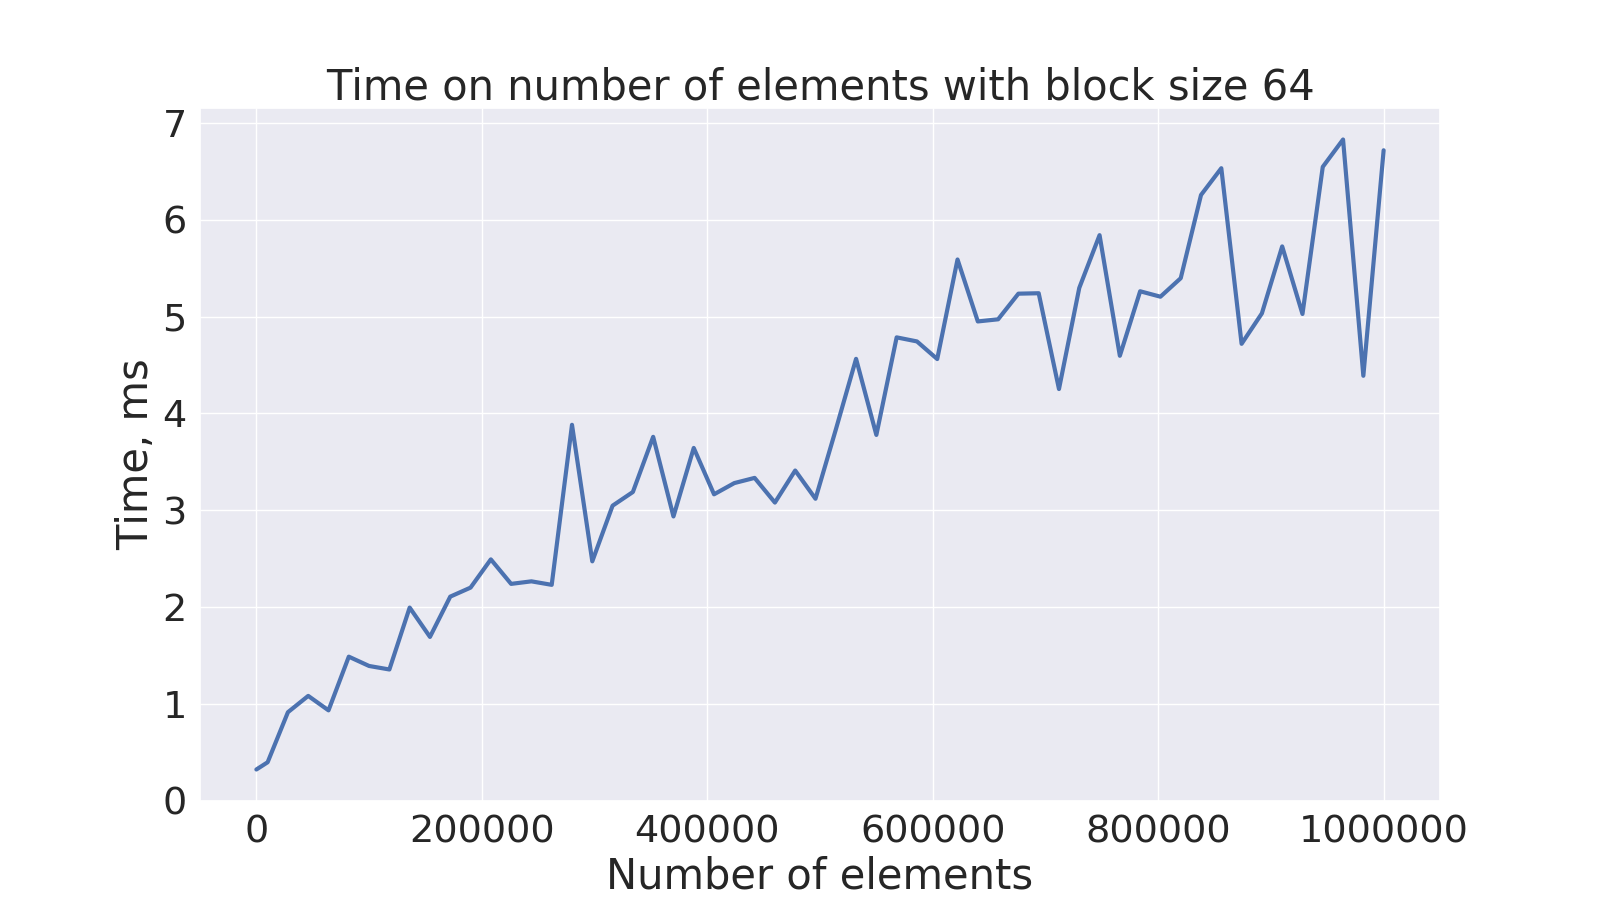 Time on number of elements with block size 64
7
6
5
4
3
2
1
0
Time, ms
0 200000 400000 600000 800000 1000000
Number of elements